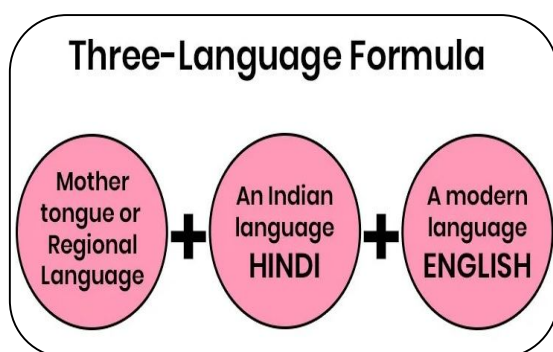 Three-Language Formula
Mother
tongue or
Regional
Language
+
An Indian
language
HINDI
+
A modern
language
ENGLISH